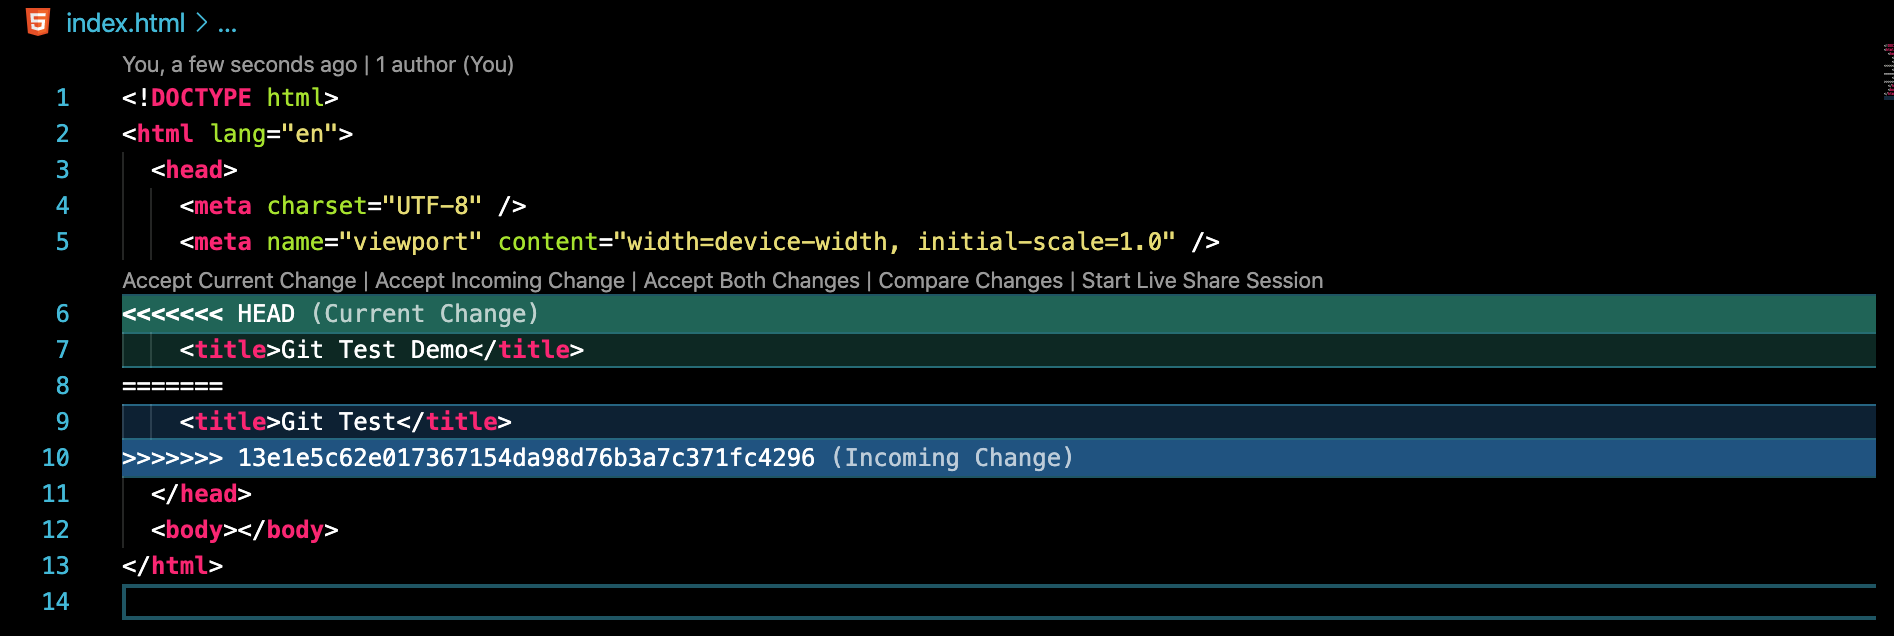 index.html > ...
You, a few seconds ago | 1 author (You)
1 <!DOCTYPE html>
2 <html lang="en">
3 <head>
4 <meta charset="UTF-8" />
5 <meta name="viewport" content="width=device-width, initial-scale=1.0" />
Accept Current Change | Accept Incoming Change | Accept Both Changes | Compare Changes | Start Live Share Session
6 <<<<<<< HEAD (Current Change)
7 <title>Git Test Demo</title>
8 =======
9 <title>Git Test</title>
10 >>>>>>> 13e1e5c62e017367154da98d76b3a7c371fc4296 (Incoming Change)
11 </head>
12 <body></body>
13 </html>
14